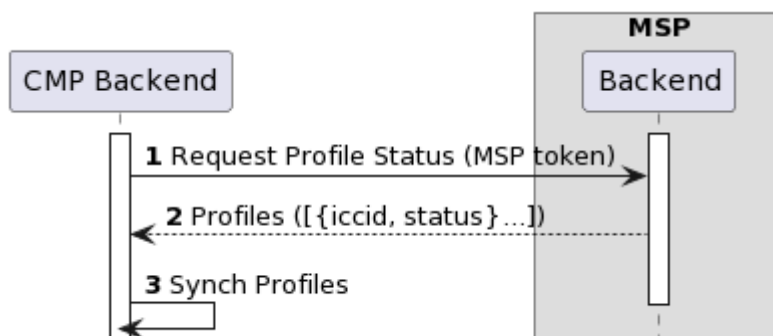 MSP
CMP Backend
Backend
1 Request Profile Status (MSP token)
2 Profiles ([{iccid, status}...])
3 Synch Profiles